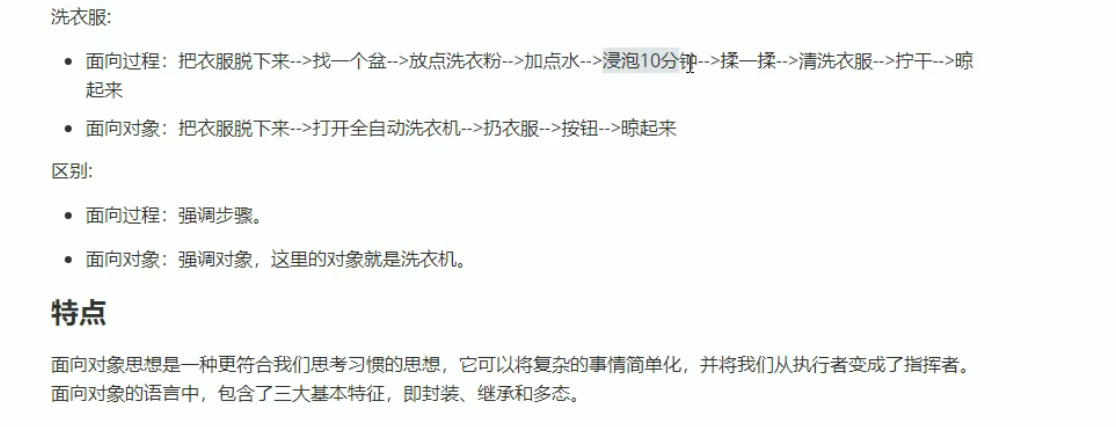 洗衣服:
面向过程：把衣服脱下来-->找一个盆-->放点洗衣粉-->加点水-->浸泡10分钟-->揉一揉-->清洗衣服-->拧干-->晾
起来
面向对象：把衣服脱下来-->打开全自动洗衣机-->扔衣服-->按钮-->晾起来
区别:
面向过程：强调步骤。
面向对象：强调对象，这里的对象就是洗衣机。
特点
面向对象思想是一种更符合我们思考习惯的思想，它可以将复杂的事情简单化，并将我们从执行者变成了指挥者。
面向对象的语言中，包含了三大基本特征，即封装、继承和多态。